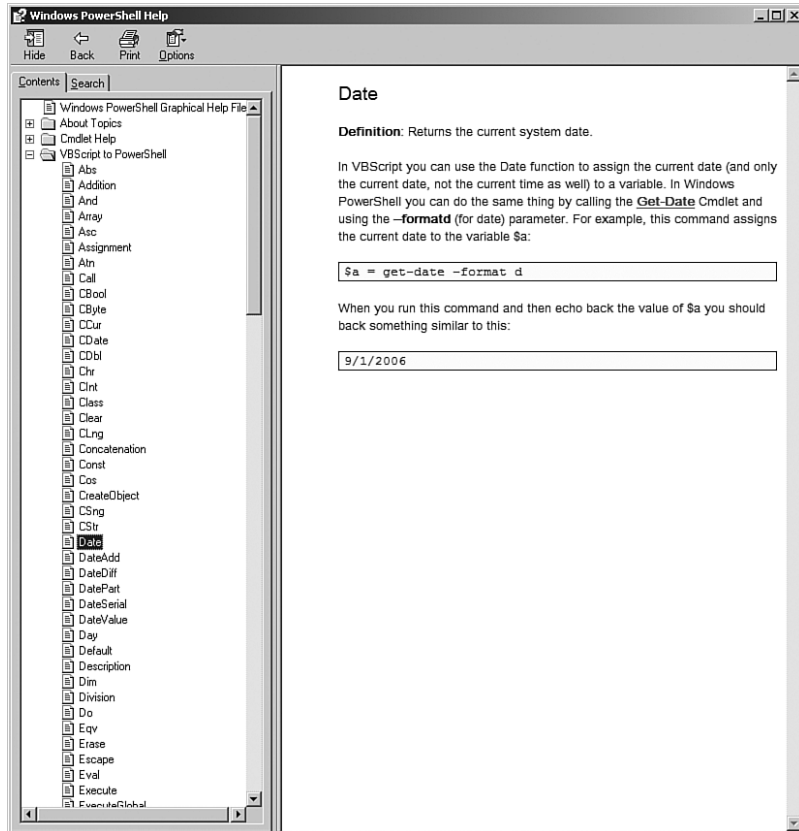 Windows PowerShell Help
Hide Back Print Options
Contents Search
Windows PowerShell Graphical Help File
About Topics
Cmdlet Help
VBScript to PowerShell
Abs
Addition
And
Array
Asc
Assignment
Atn
Call
CBool
CByte
CCur
CDate
CDbl
Chr
CInt
Class
Clear
CLng
Concatenation
Const
Cos
CreateObject
CSng
CStr
Date
DateAdd
DateDiff
DatePart
DateSerial
DateValue
Day
Default
Description
Dim
Division
Do
Eqv
Erase
Escape
Eval
Execute
ExecuteGlobal
Date
Definition: Returns the current system date.
In VBScript you can use the Date function to assign the current date (and only
the current date, not the current time as well) to a variable. In Windows
PowerShell you can do the same thing by calling the Get-Date Cmdlet and
using the –formatd (for date) parameter. For example, this command assigns
the current date to the variable $a:
$a = get-date -format d
When you run this command and then echo back the value of $a you should
back something similar to this:
9/1/2006